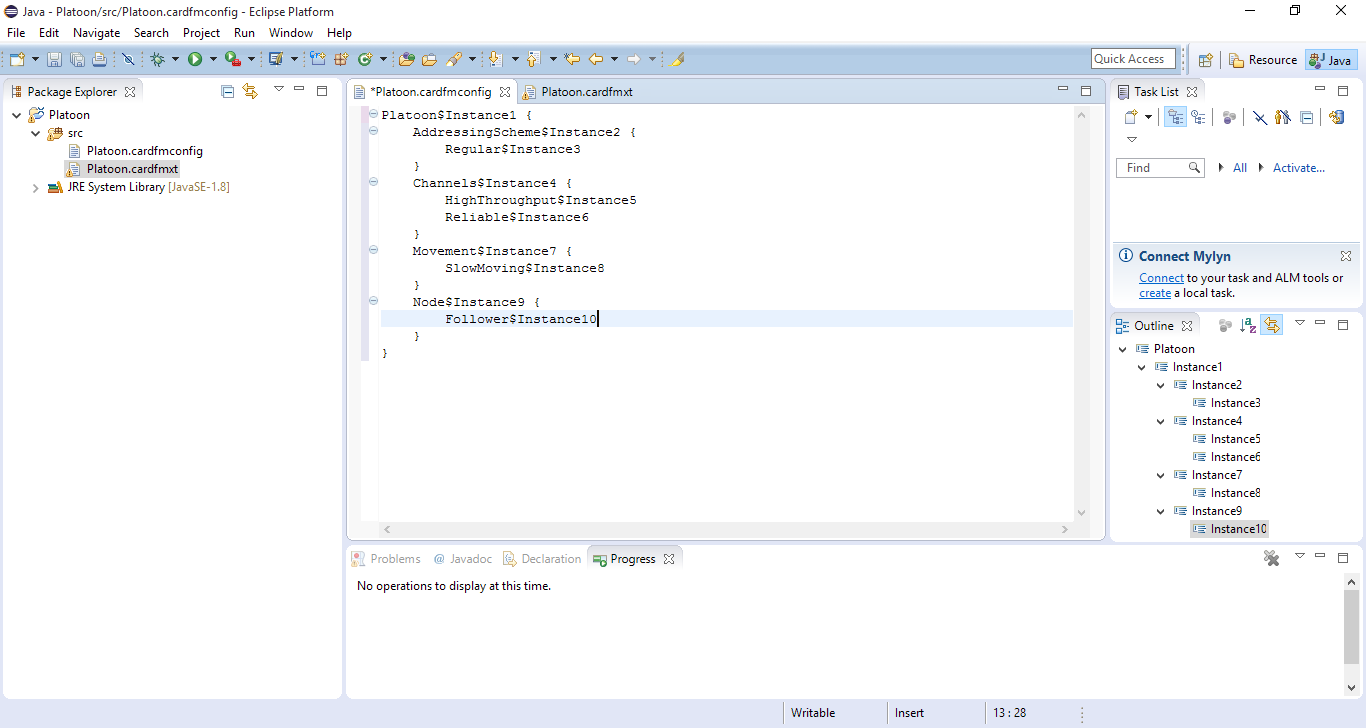 Java - Platoon/src/Platoon.cardfmconfig - Eclipse Platform
File Edit Navigate Search Project Run Window Help
Quick Access
Resource
Java
Package Explorer
Platoon
src
Platoon.cardfmconfig
Platoon.cardfmxt
JRE System Library [JavaSE-1.8]
*Platoon.cardfmconfig
Platoon.cardfmxt
Platoon$Instance1 {
AddressingScheme$Instance2 {
Regular$Instance3
}
Channels$Instance4 {
HighThroughput$Instance5
Reliable$Instance6
}
Movement$Instance7 {
SlowMoving$Instance8
}
Node$Instance9 {
Follower$Instance10
}
}
Task List
Find
All
Activate...
Connect Mylyn
Connect to your task and ALM tools or
create a local task.
Outline
Platoon
Instance1
Instance2
Instance3
Instance4
Instance5
Instance6
Instance7
Instance8
Instance9
Instance10
Problems
@ Javadoc
Declaration
Progress
No operations to display at this time.
Writable
Insert
13 : 28